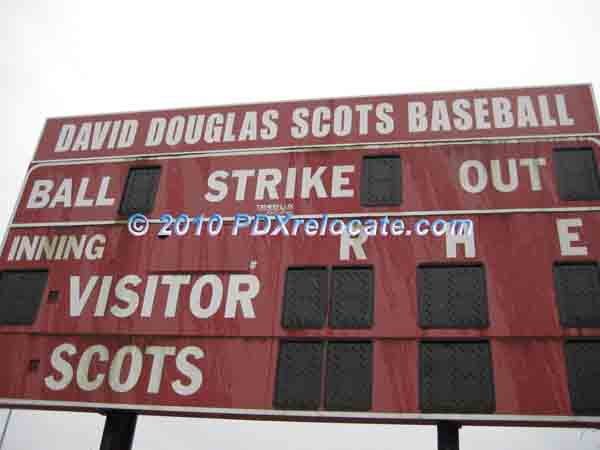 DAVID DOUGLAS SCOTS BASEBALL
BALL STRIKE OUT
© 2010 PDXrelocate.com
INNING R H E
VISITOR
SCOTS